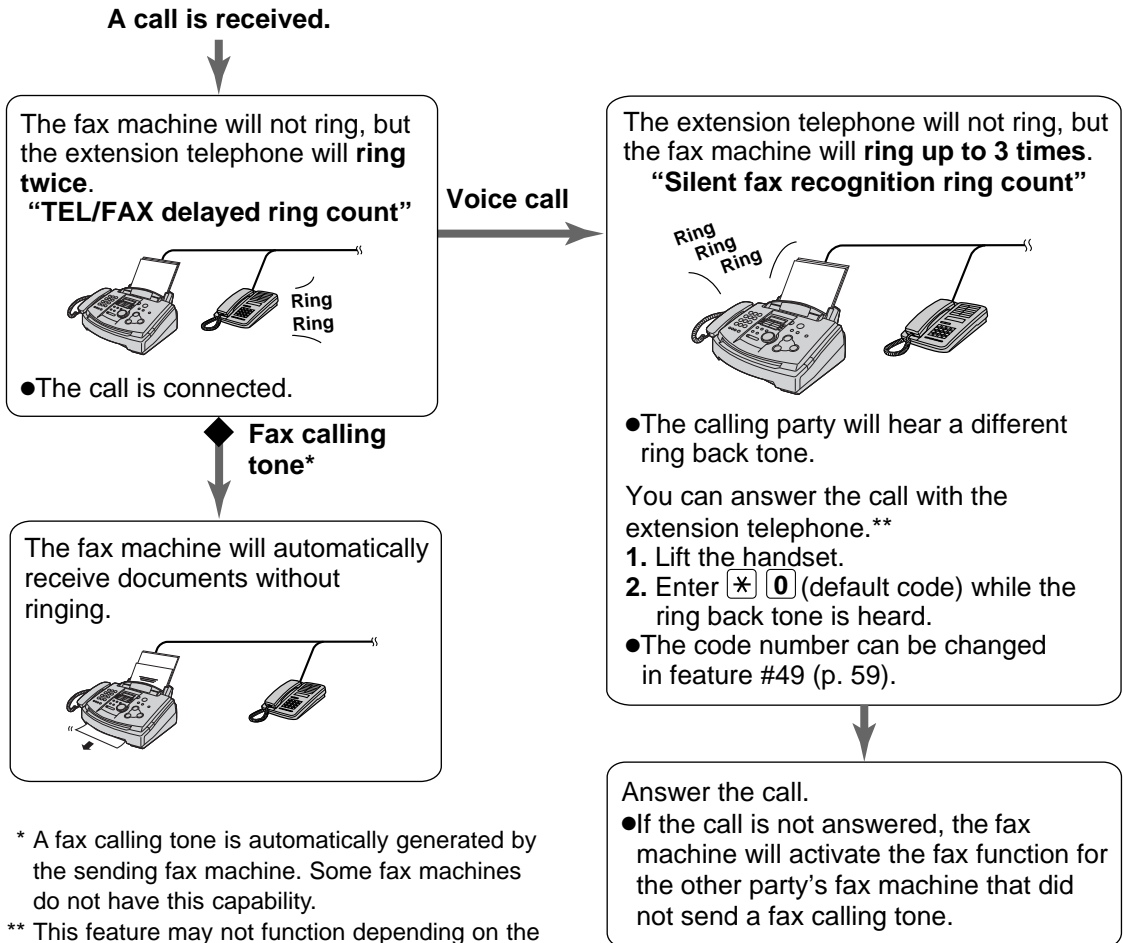 A call is received.
The fax machine will not ring, but
the extension telephone will ring
twice.
“TEL/FAX delayed ring count”
Ring
Ring
●The call is connected.
Voice call
Fax calling
tone*
The fax machine will automatically
receive documents without
ringing.
* A fax calling tone is automatically generated by
the sending fax machine. Some fax machines
do not have this capability.
** This feature may not function depending on the
The extension telephone will not ring, but
the fax machine will ring up to 3 times.
“Silent fax recognition ring count”
Ring
Ring
Ring
●The calling party will hear a different
ring back tone.
You can answer the call with the
extension telephone.**
1. Lift the handset.
2. Enter * 0 (default code) while the
ring back tone is heard.
●The code number can be changed
in feature #49 (p. 59).
Answer the call.
●If the call is not answered, the fax
machine will activate the fax function for
the other party’s fax machine that did
not send a fax calling tone.